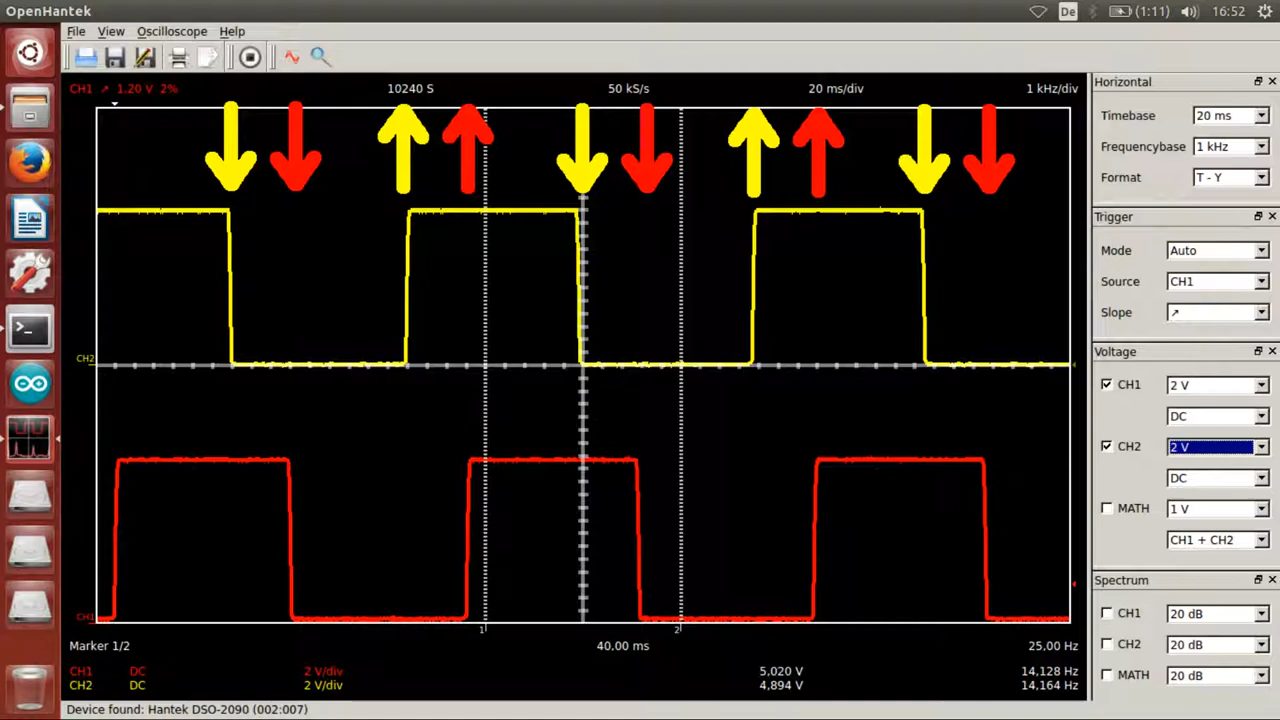 OpenHantek
De
(1:11)
16:52
File View Oscilloscope Help
CH1 ↗ 1.20 V 2%
10240 S
50 kS/s
20 ms/div
1 kHz/div
CH2
CH1
1
2
Marker 1/2
40.00 ms
25.00 Hz
CH1 DC 2 V/div 5,020 V 14,128 Hz
CH2 DC 2 V/div 4,894 V 14,164 Hz
Device found: Hantek DSO-2090 (002:007)
Horizontal
Timebase 20 ms
Frequencybase 1 kHz
Format T - Y
Trigger
Mode Auto
Source CH1
Slope ↗
Voltage
CH1 2 V
DC
CH2 2 V
DC
MATH 1 V
CH1 + CH2
Spectrum
CH1 20 dB
CH2 20 dB
MATH 20 dB